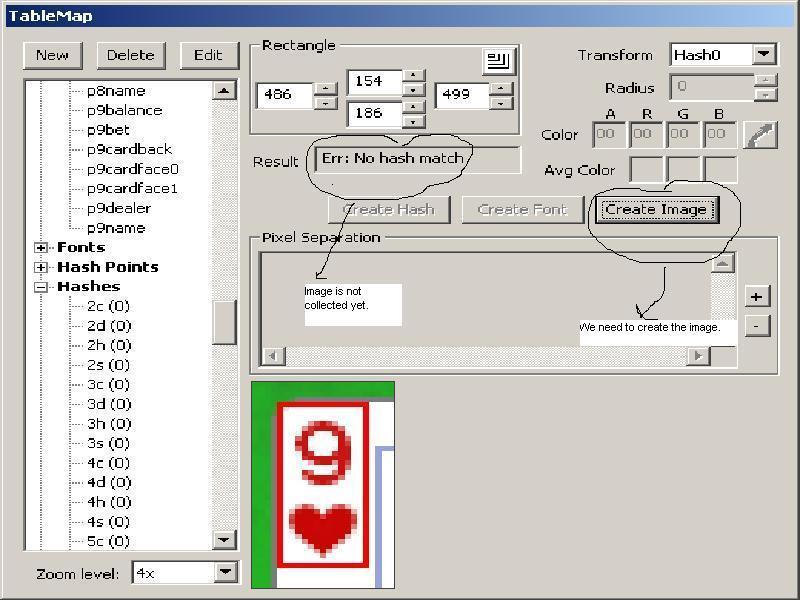 TableMap
New Delete Edit
p8name
p9balance
p9bet
p9cardback
p9cardface0
p9cardface1
p9dealer
p9name
Fonts
Hash Points
Hashes
2c (0)
2d (0)
2h (0)
2s (0)
3c (0)
3d (0)
3h (0)
3s (0)
4c (0)
4d (0)
4h (0)
4s (0)
5c (0)
Zoom level: 4x
Rectangle
154
486 499
186
Transform Hash0
Radius 0
A R G B
Color 00 00 00 00
Avg Color
Result Err: No hash match
Create Hash Create Font Create Image
Pixel Separation
Image is not
collected yet.
We need to create the image.
+
-
9